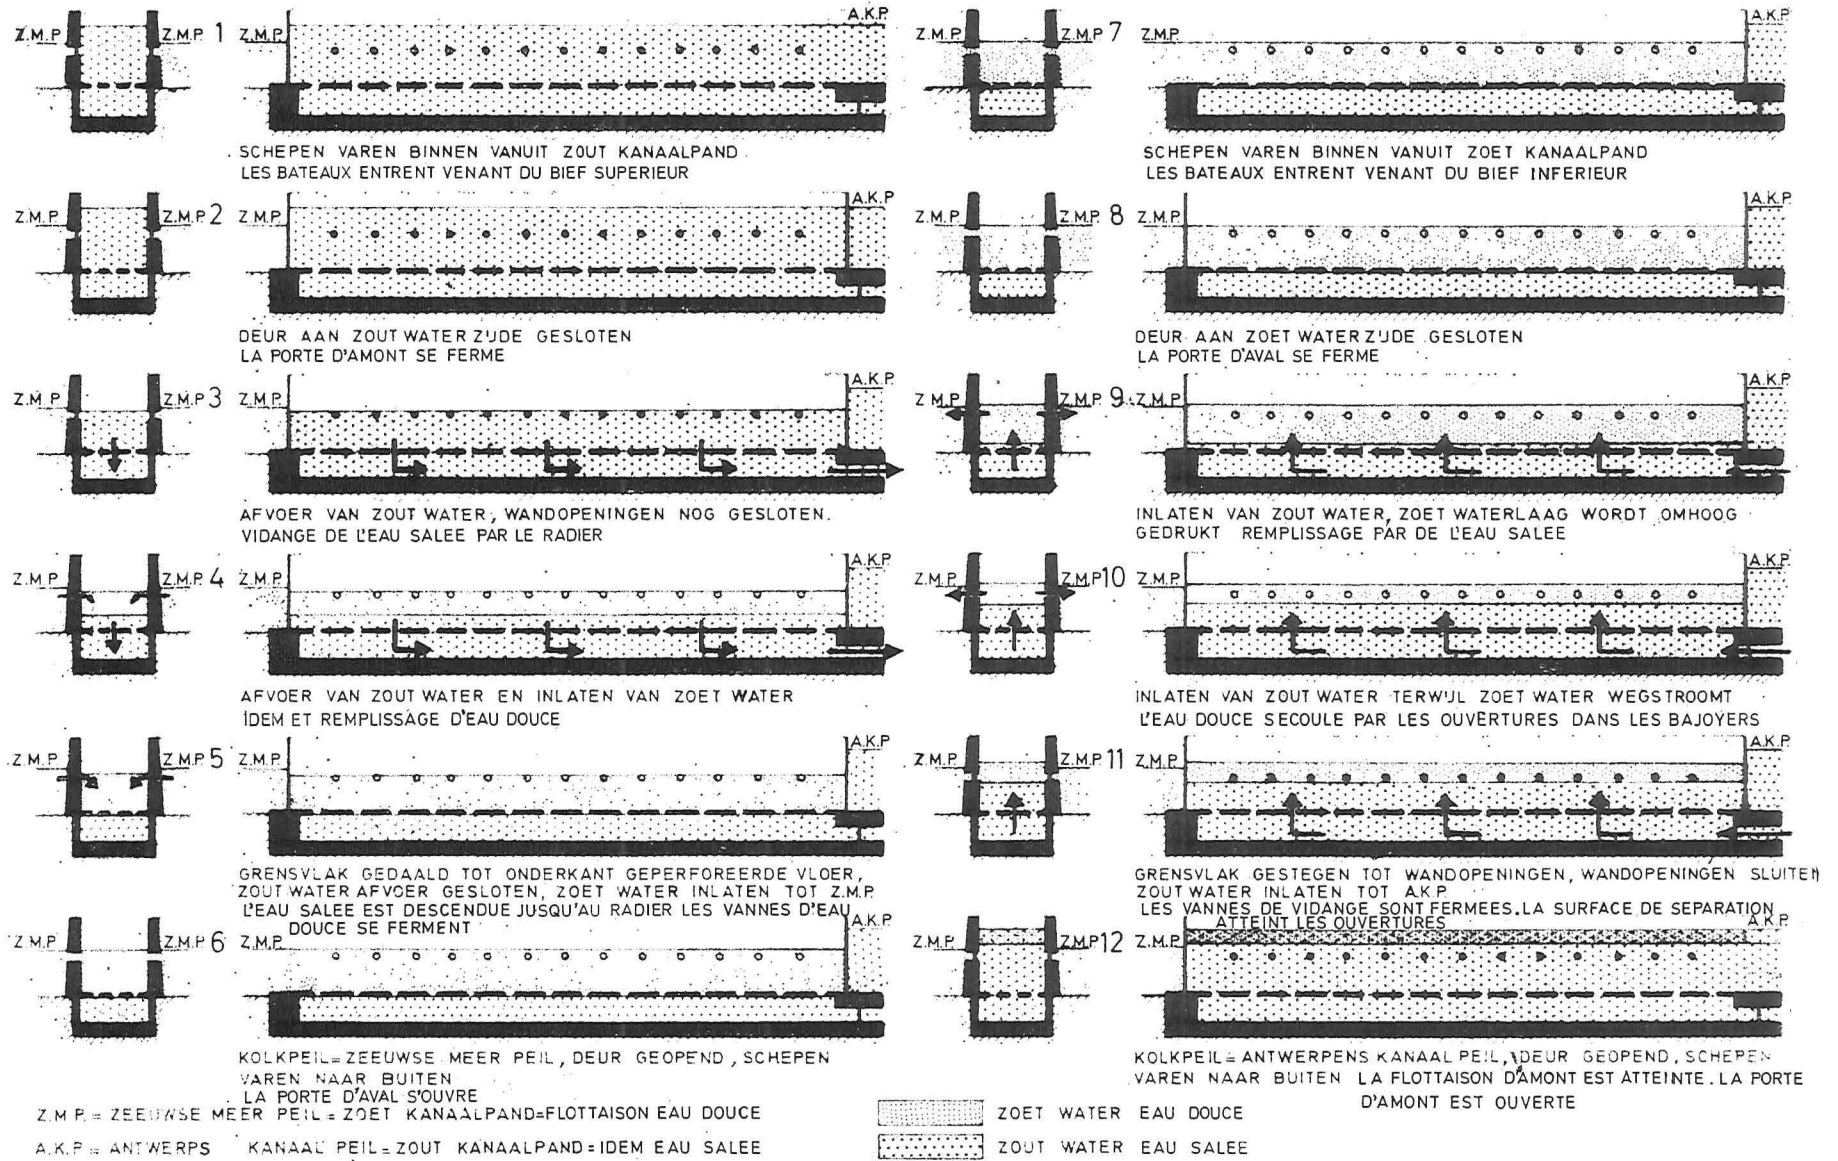 Z.M.P. Z.M.P. 1 Z.M.P. A.K.P.
SCHEPEN VAREN BINNEN VANUIT ZOUT KANAALPAND
LES BATEAUX ENTRENT VENANT DU BIEF SUPERIEUR
Z.M.P. Z.M.P. 2 Z.M.P. A.K.P
DEUR AAN ZOUT WATER ZIJDE GESLOTEN
LA PORTE D'AMONT SE FERME
Z.M.P. Z.M.P. 3 Z.M.P. A.K.P.
AFVOER VAN ZOUT WATER, WANDOPENINGEN NOG GESLOTEN.
VIDANGE DE L'EAU SALEE PAR LE RADIER
Z.M.P. Z.M.P. 4 Z.M.P. A.K.P.
AFVOER VAN ZOUT WATER EN INLATEN VAN ZOET WATER
IDEM ET REMPLISSAGE D'EAU DOUCE
Z.M.P. Z.M.P. 5 Z.M.P. A.K.P.
GRENSVLAK GEDAALD TOT ONDERKANT GEPERFOREERDE VLOER,
ZOUT WATER AFVOER GESLOTEN, ZOET WATER INLATEN TOT Z.M.P.
L'EAU SALEE EST DESCENDUE JUSQU'AU RADIER LES VANNES D'EAU
DOUCE SE FERMENT
Z.M.P. Z.M.P. 6 Z.M.P. A.K.P.
KOLKPEIL=ZEEUWSE MEER PEIL, DEUR GEOPEND, SCHEPEN
VAREN NAAR BUITEN
LA PORTE D'AVAL S'OUVRE
Z.M.P. Z.M.P 7 Z.M.P. A.K.P.
SCHEPEN VAREN BINNEN VANUIT ZOET KANAALPAND
LES BATEAUX ENTRENT VENANT DU BIEF INFERIEUR
Z.M.P. Z.M.P. 8 Z.M.P. A.K.P
DEUR AAN ZOET WATER ZIJDE GESLOTEN
LA PORTE D'AVAL SE FERME
Z.M.P. Z.M.P. 9 Z.M.P. A.K.P.
INLATEN VAN ZOUT WATER, ZOET WATERLAAG WORDT OMHOOG
GEDRUKT REMPLISSAGE PAR DE L'EAU SALEE
Z.M.P. Z.M.P 10 Z.M.P. A.K.P.
INLATEN VAN ZOUT WATER TERWIJL ZOET WATER WEGSTROOMT
L'EAU DOUCE SECOULE PAR LES OUVERTURES DANS LES BAJOYERS
Z.M.P. Z.M.P. 11 Z.M.P. A.K.P.
GRENSVLAK GESTEGEN TOT WANDOPENINGEN, WANDOPENINGEN SLUITEN
ZOUT WATER INLATEN TOT A.K.P.
LES VANNES DE VIDANGE SONT FERMEES. LA SURFACE DE SEPARATION
ATTEINT LES OUVERTURES
Z.M.P. Z.M.P. 12 Z.M.P. A.K.P.
KOLKPEIL=ANTWERPENS KANAAL PEIL, DEUR GEOPEND, SCHEPEN
VAREN NAAR BUITEN LA FLOTTAISON D'AMONT EST ATTEINTE. LA PORTE
D'AMONT EST OUVERTE
Z.M.P. = ZEEUWSE MEER PEIL = ZOET KANAALPAND=FLOTTAISON EAU DOUCE
A.K.P = ANTWERPS KANAAL PEIL = ZOUT KANAALPAND=IDEM EAU SALEE
ZOET WATER EAU DOUCE
ZOUT WATER EAU SALEE